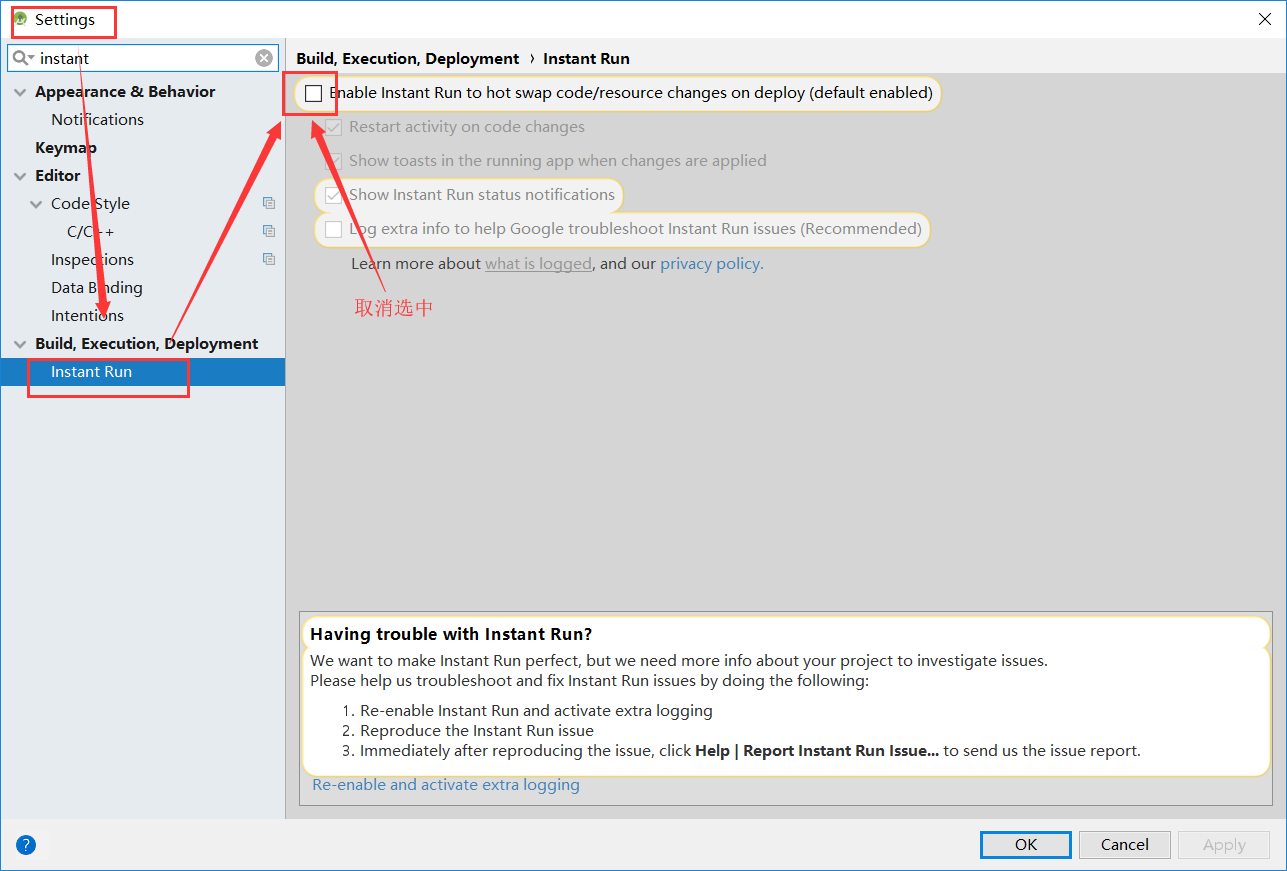 Settings
instant
Appearance & Behavior
Notifications
Keymap
Editor
Code Style
C/C++
Inspections
Data Binding
Intentions
Build, Execution, Deployment
Instant Run
Build, Execution, Deployment › Instant Run
Enable Instant Run to hot swap code/resource changes on deploy (default enabled)
Restart activity on code changes
Show toasts in the running app when changes are applied
Show Instant Run status notifications
Log extra info to help Google troubleshoot Instant Run issues (Recommended)
Learn more about what is logged, and our privacy policy.
取消选中
Having trouble with Instant Run?
We want to make Instant Run perfect, but we need more info about your project to investigate issues.
Please help us troubleshoot and fix Instant Run issues by doing the following:
1. Re-enable Instant Run and activate extra logging
2. Reproduce the Instant Run issue
3. Immediately after reproducing the issue, click Help | Report Instant Run Issue... to send us the issue report.
Re-enable and activate extra logging
?
OK
Cancel
Apply